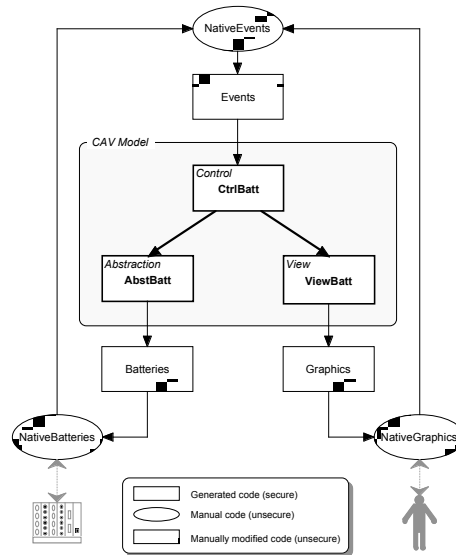 NativeEvents
Events
CAV Model
Control
CtrlBatt
Abstraction
AbstBatt
View
ViewBatt
Batteries
Graphics
NativeBatteries
NativeGraphics
Generated code (secure)
Manual code (unsecure)
Manually modified code (unsecure)